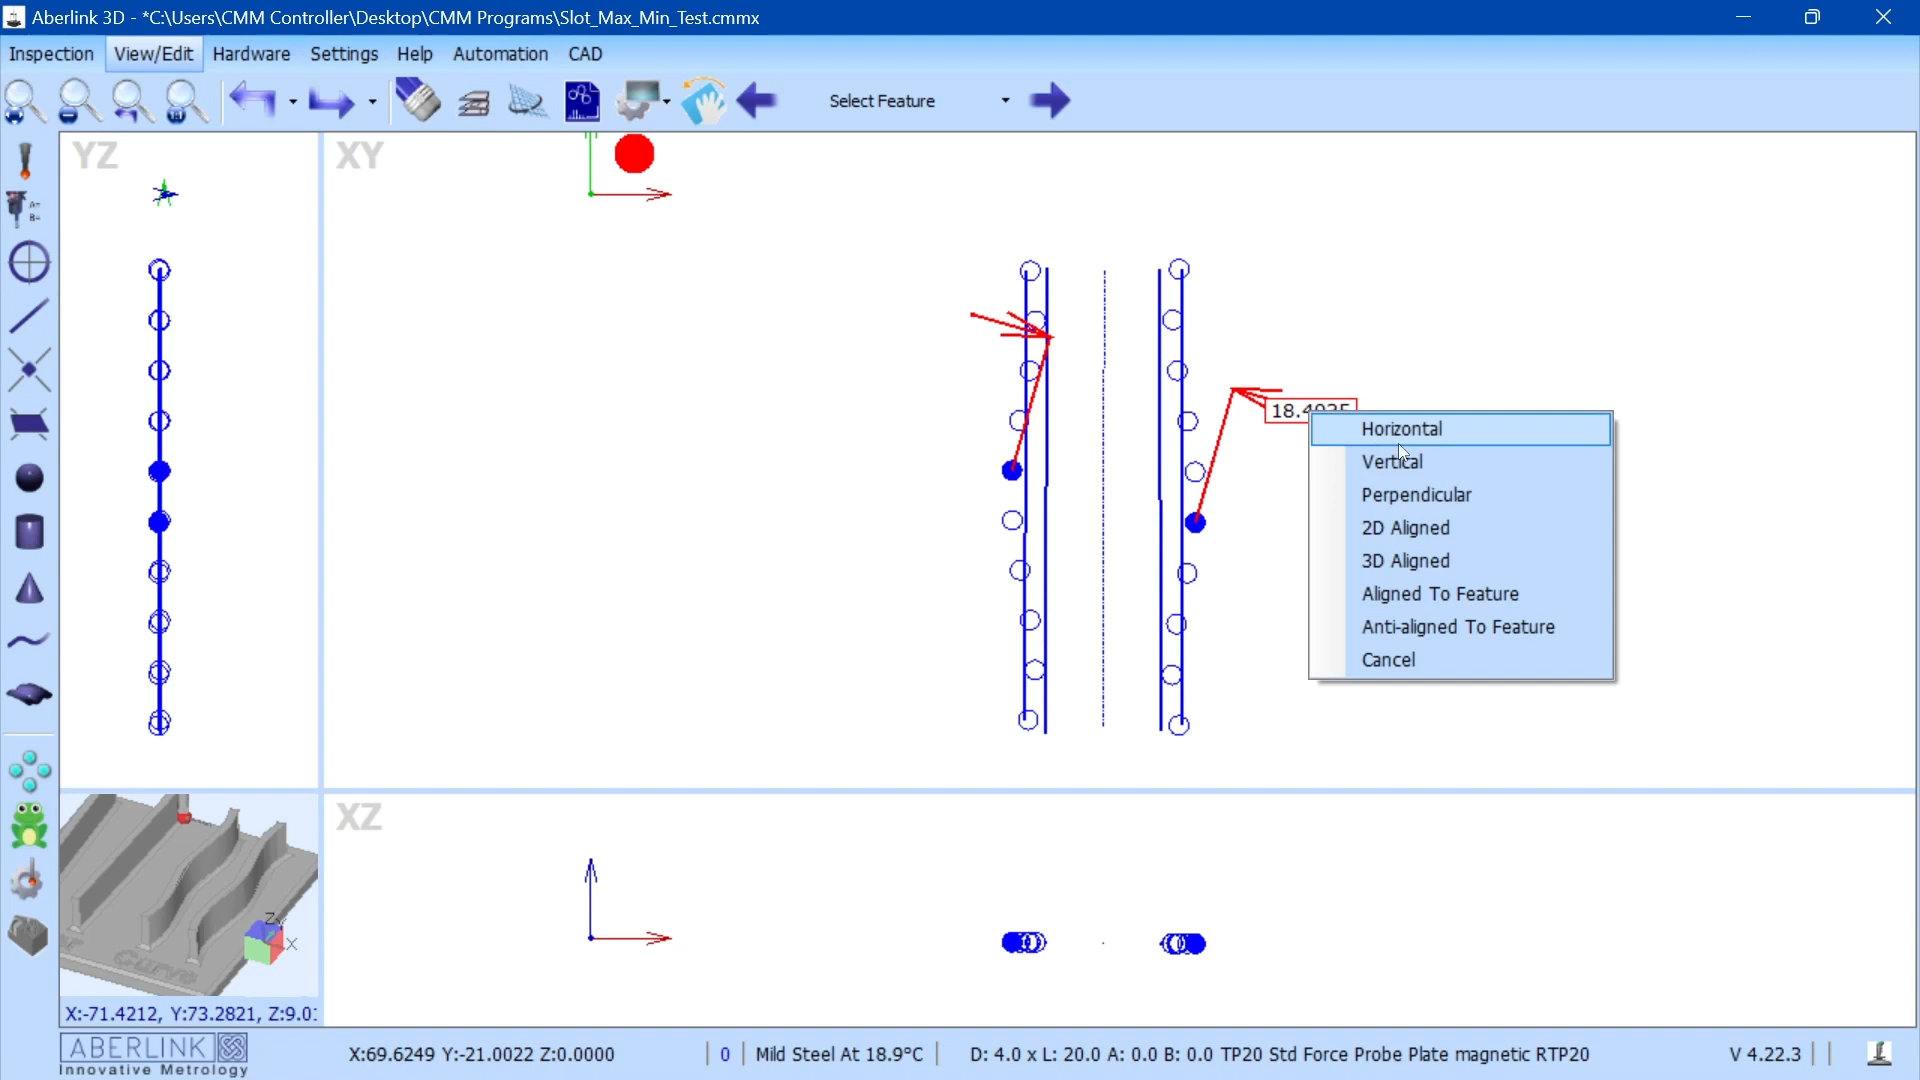 Aberlink 3D - *C:\Users\CMM Controller\Desktop\CMM Programs\Slot_Max_Min_Test.cmmx
Inspection View/Edit Hardware Settings Help Automation CAD
Select Feature
A=
B=
YZ
XY
18.4935
Horizontal
Vertical
Perpendicular
2D Aligned
3D Aligned
Aligned To Feature
Anti-aligned To Feature
Cancel
XZ
Curve
Z
X
X:-71.4212, Y:73.2821, Z:9.0
ABERLINK
Innovative Metrology
X:69.6249 Y:-21.0022 Z:0.0000
0
Mild Steel At 18.9°C
D: 4.0 x L: 20.0 A: 0.0 B: 0.0 TP20 Std Force Probe Plate magnetic RTP20
V 4.22.3